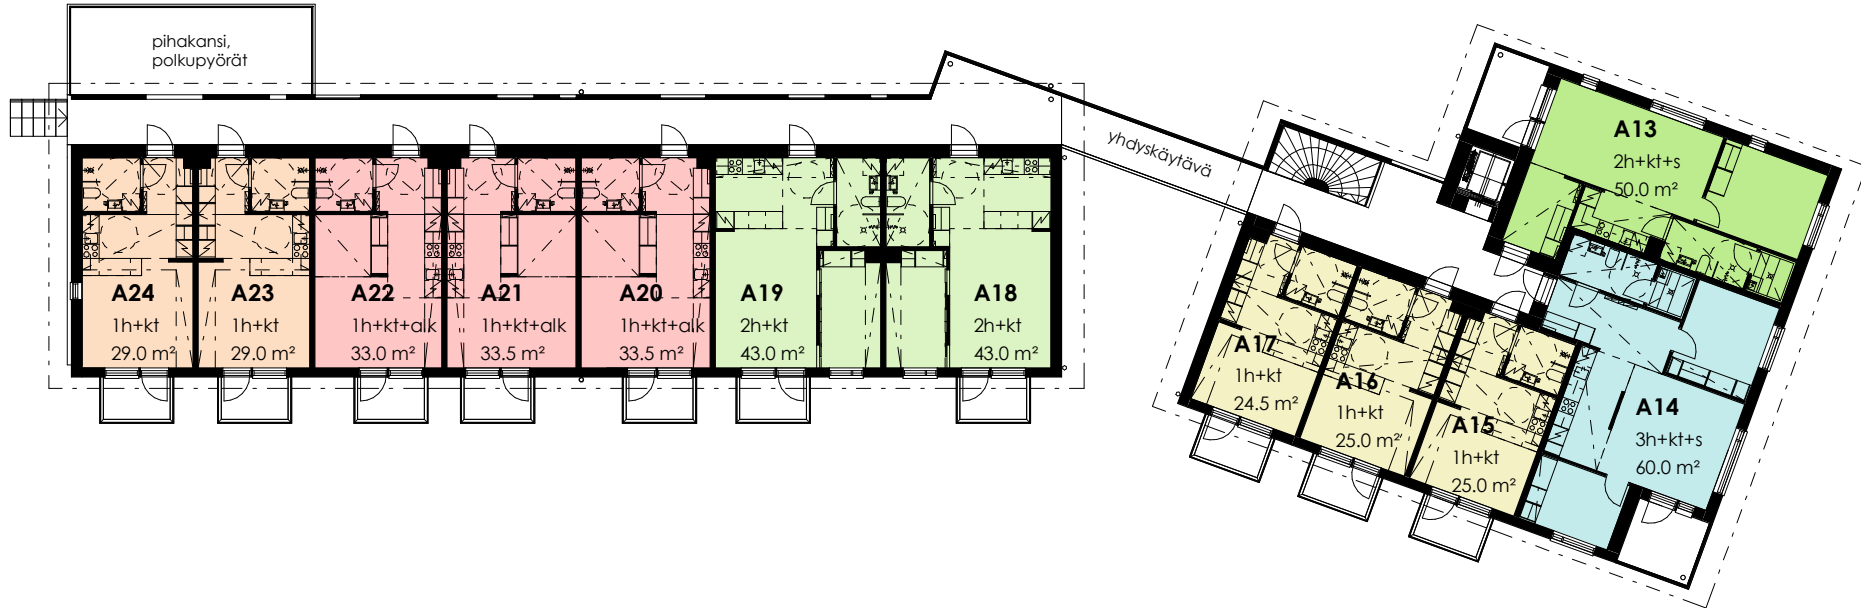 pihakansi,
polkupyörät
yhdyskäytävä
A24
1h+kt
29.0 m²
A23
1h+kt
29.0 m²
A22
1h+kt+alk
33.0 m²
A21
1h+kt+alk
33.5 m²
A20
1h+kt+alk
33.5 m²
A19
2h+kt
43.0 m²
A18
2h+kt
43.0 m²
A17
1h+kt
24.5 m²
A16
1h+kt
25.0 m²
A15
1h+kt
25.0 m²
A14
3h+kt+s
60.0 m²
A13
2h+kt+s
50.0 m²